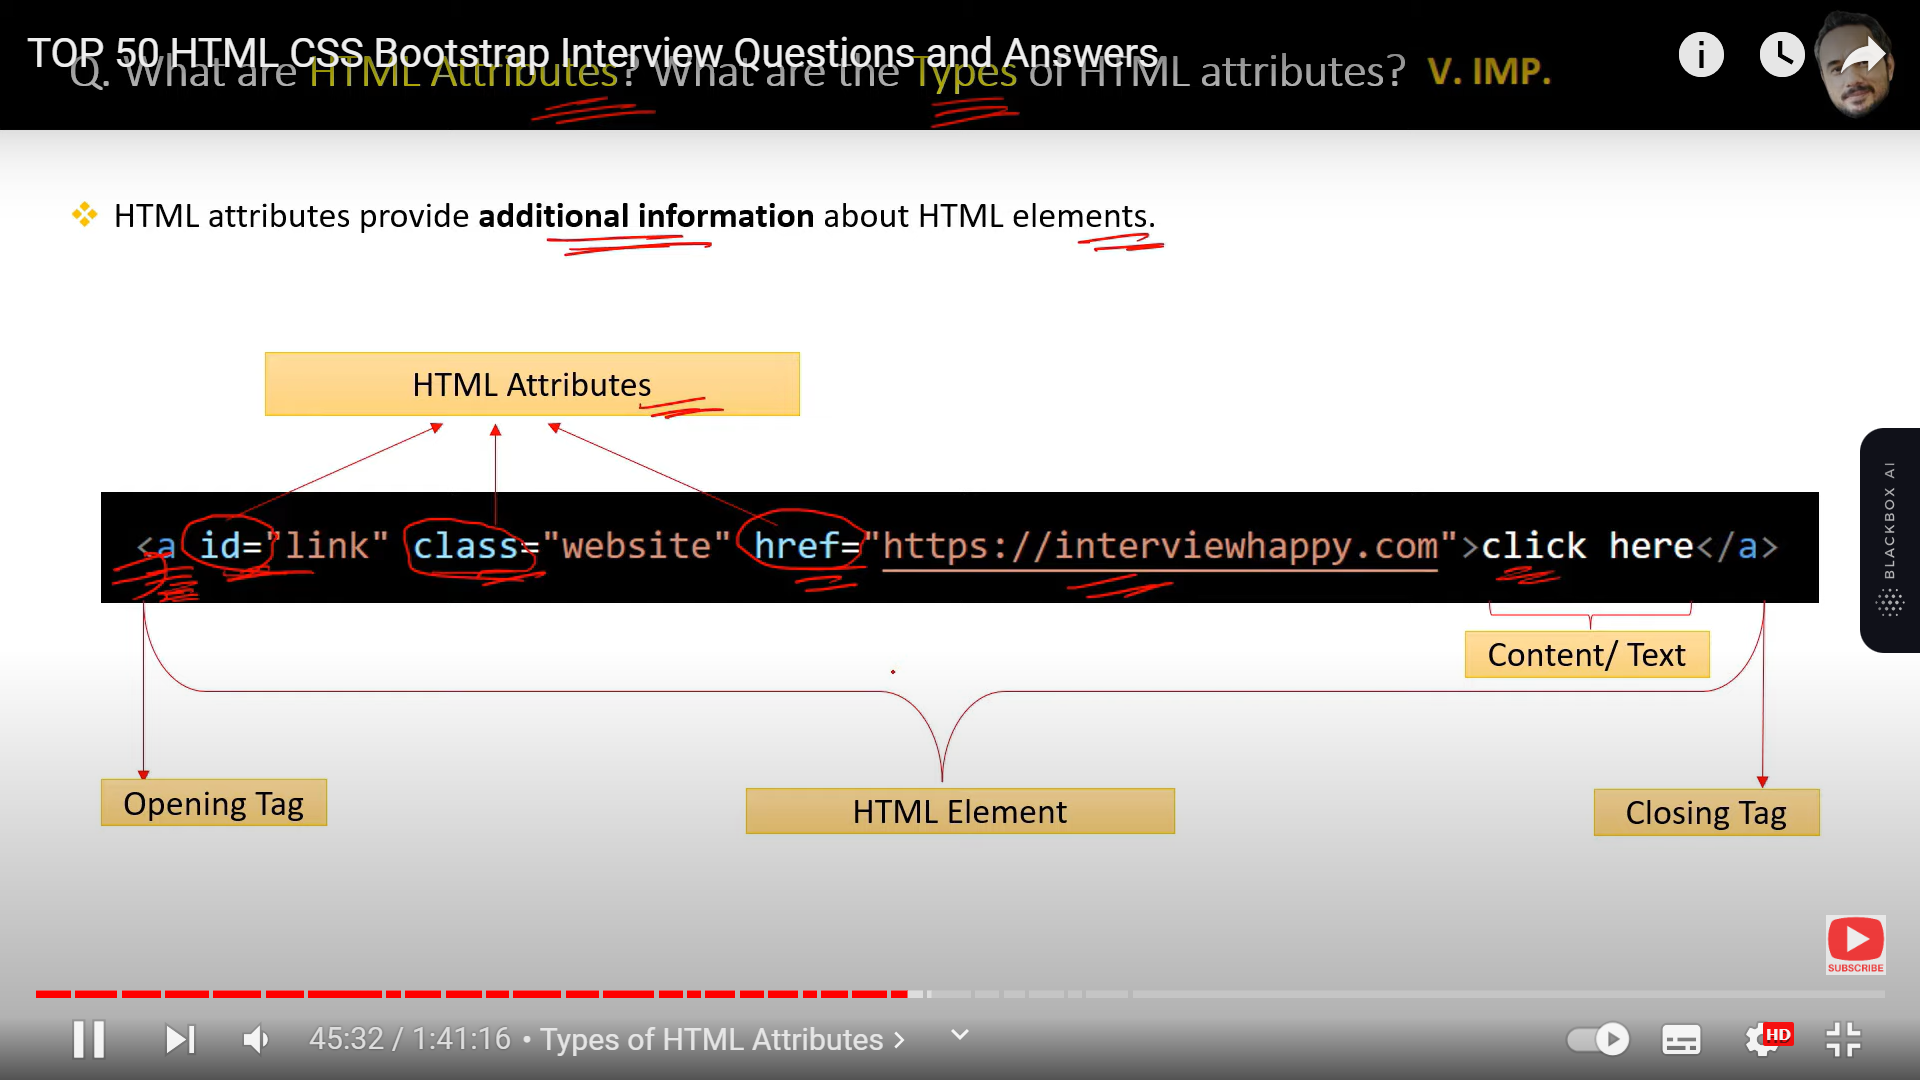 TOP 50 HTML CSS Bootstrap Interview Questions and Answers
Q. What are HTML Attributes? What are the Types of HTML attributes? V. IMP.
HTML attributes provide additional information about HTML elements.
HTML Attributes
<a id="link" class="website" href="https://interviewhappy.com">click here</a>
Content/ Text
Opening Tag
HTML Element
Closing Tag
BLACKBOX AI
SUBSCRIBE
45:32 / 1:41:16 • Types of HTML Attributes
HD